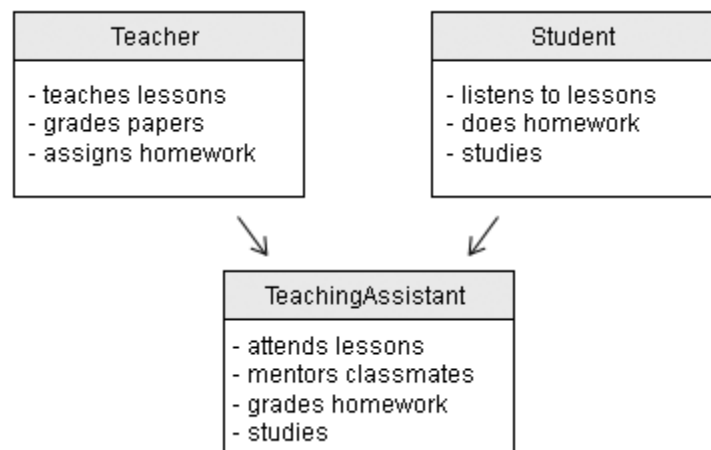 Teacher
- teaches lessons
- grades papers
- assigns homework
Student
- listens to lessons
- does homework
- studies
TeachingAssistant
- attends lessons
- mentors classmates
- grades homework
- studies